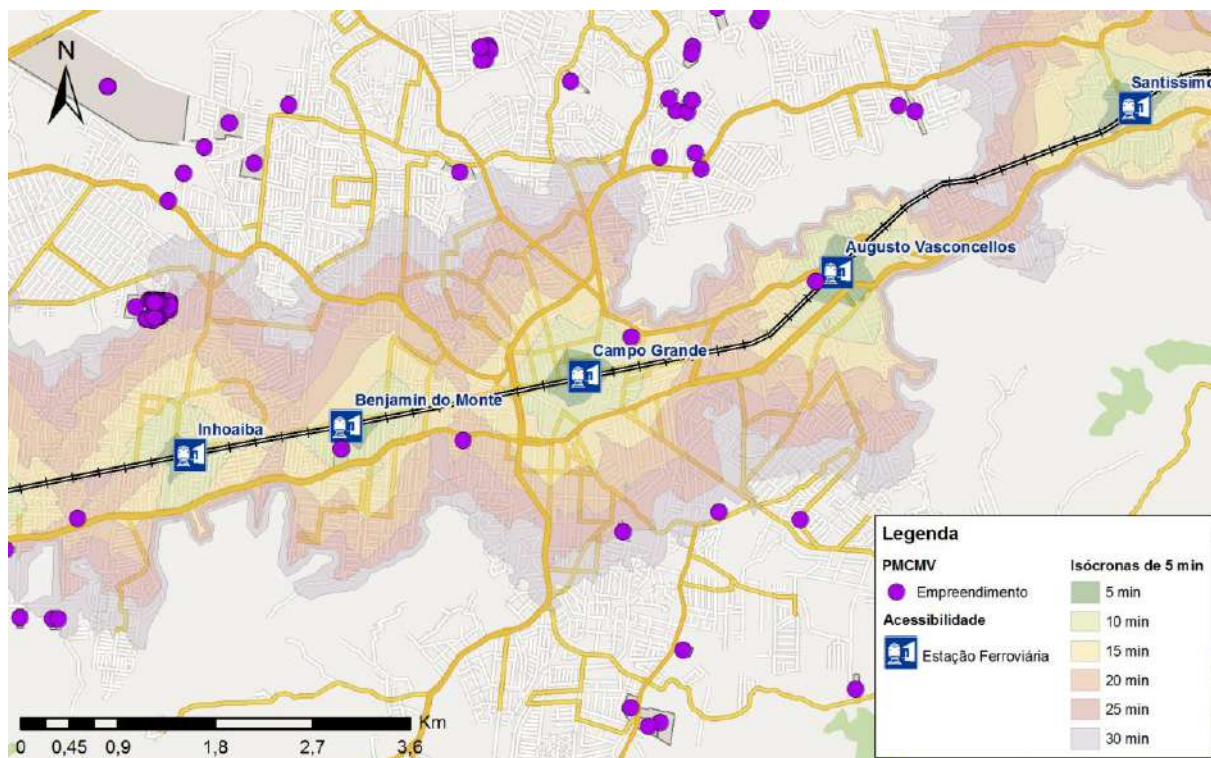 N
Santissimo
Augusto Vasconcellos
Campo Grande
Benjamin do Monte
Inhoaiba
Legenda
PMCMV
Empreendimento
Acessibilidade
Estação Ferroviária
Isócronas de 5 min
5 min
10 min
15 min
20 min
25 min
30 min
Km
0 0,45 0,9 1,8 2,7 3,6